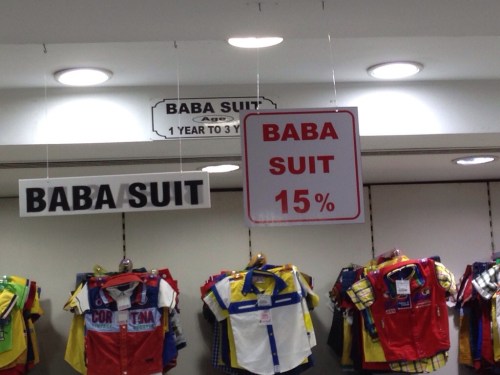 BABA SUIT
Age
1 YEAR TO 3
BABA SUIT
BABA
SUIT
15%